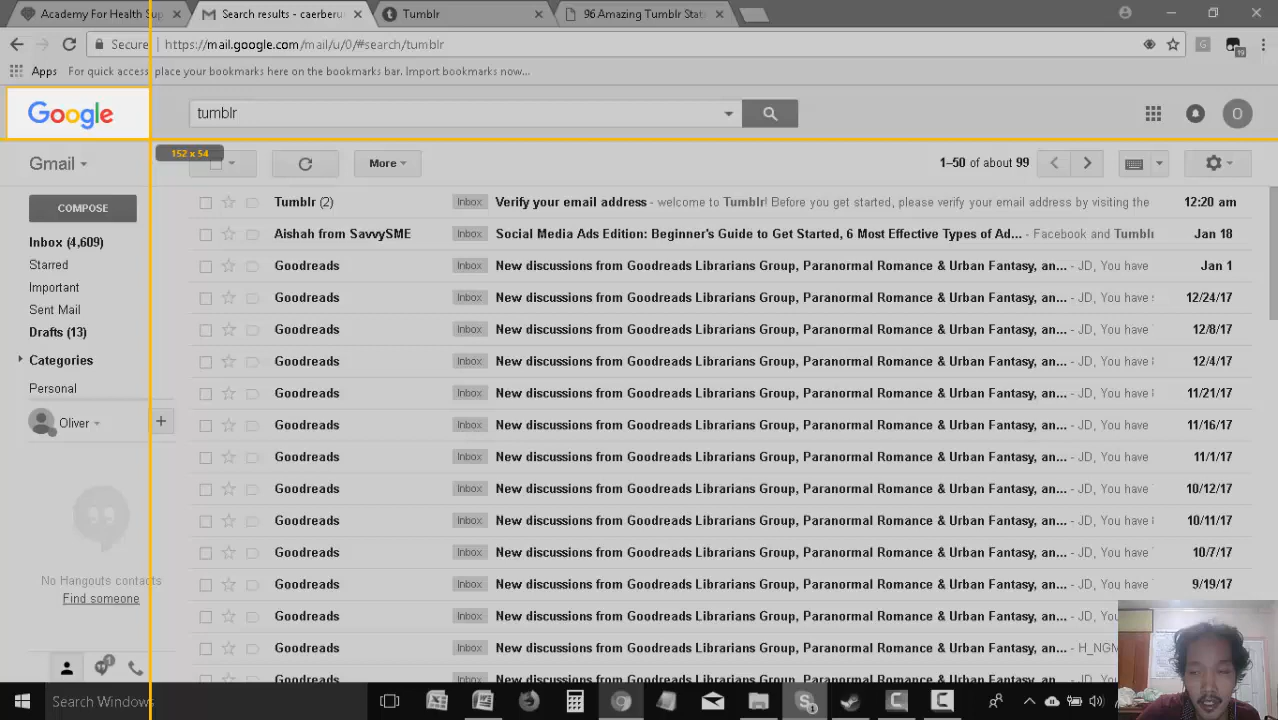 Academy For Health Sup
Search results - caerberu
Tumblr
96 Amazing Tumblr Stat
Secure
https://mail.google.com/mail/u/0/#search/tumblr
19
Apps
For quick access, place your bookmarks here on the bookmarks bar. Import bookmarks now...
Google
tumblr
O
152 x 54
Gmail
More
1–50 of about 99
COMPOSE
Inbox (4,609)
Starred
Important
Sent Mail
Drafts (13)
Categories
Personal
Oliver
No Hangouts contacts
Find someone
1
Tumblr (2) Inbox Verify your email address - welcome to Tumblr! Before you get started, please verify your email address by visiting the 12:20 am
Aishah from SavvySME Inbox Social Media Ads Edition: Beginner's Guide to Get Started, 6 Most Effective Types of Ad... - Facebook and Tumblr Jan 18
Goodreads Inbox New discussions from Goodreads Librarians Group, Paranormal Romance & Urban Fantasy, an... - JD, You have Jan 1
Goodreads Inbox New discussions from Goodreads Librarians Group, Paranormal Romance & Urban Fantasy, an... - JD, You have 12/24/17
Goodreads Inbox New discussions from Goodreads Librarians Group, Paranormal Romance & Urban Fantasy, an... - JD, You have 12/8/17
Goodreads Inbox New discussions from Goodreads Librarians Group, Paranormal Romance & Urban Fantasy, an... - JD, You have 12/4/17
Goodreads Inbox New discussions from Goodreads Librarians Group, Paranormal Romance & Urban Fantasy, an... - JD, You have 11/21/17
Goodreads Inbox New discussions from Goodreads Librarians Group, Paranormal Romance & Urban Fantasy, an... - JD, You have 11/16/17
Goodreads Inbox New discussions from Goodreads Librarians Group, Paranormal Romance & Urban Fantasy, an... - JD, You have 11/1/17
Goodreads Inbox New discussions from Goodreads Librarians Group, Paranormal Romance & Urban Fantasy, an... - JD, You have 10/12/17
Goodreads Inbox New discussions from Goodreads Librarians Group, Paranormal Romance & Urban Fantasy, an... - JD, You have 10/11/17
Goodreads Inbox New discussions from Goodreads Librarians Group, Paranormal Romance & Urban Fantasy, an... - JD, You have 10/7/17
Goodreads Inbox New discussions from Goodreads Librarians Group, Paranormal Romance & Urban Fantasy, an... - JD, You have 9/19/17
Goodreads Inbox New discussions from Goodreads Librarians Group, Paranormal Romance & Urban Fantasy, an... - JD, You have
Goodreads Inbox New discussions from Goodreads Librarians Group, Paranormal Romance & Urban Fantasy, an... - H_NGM
Search Windows